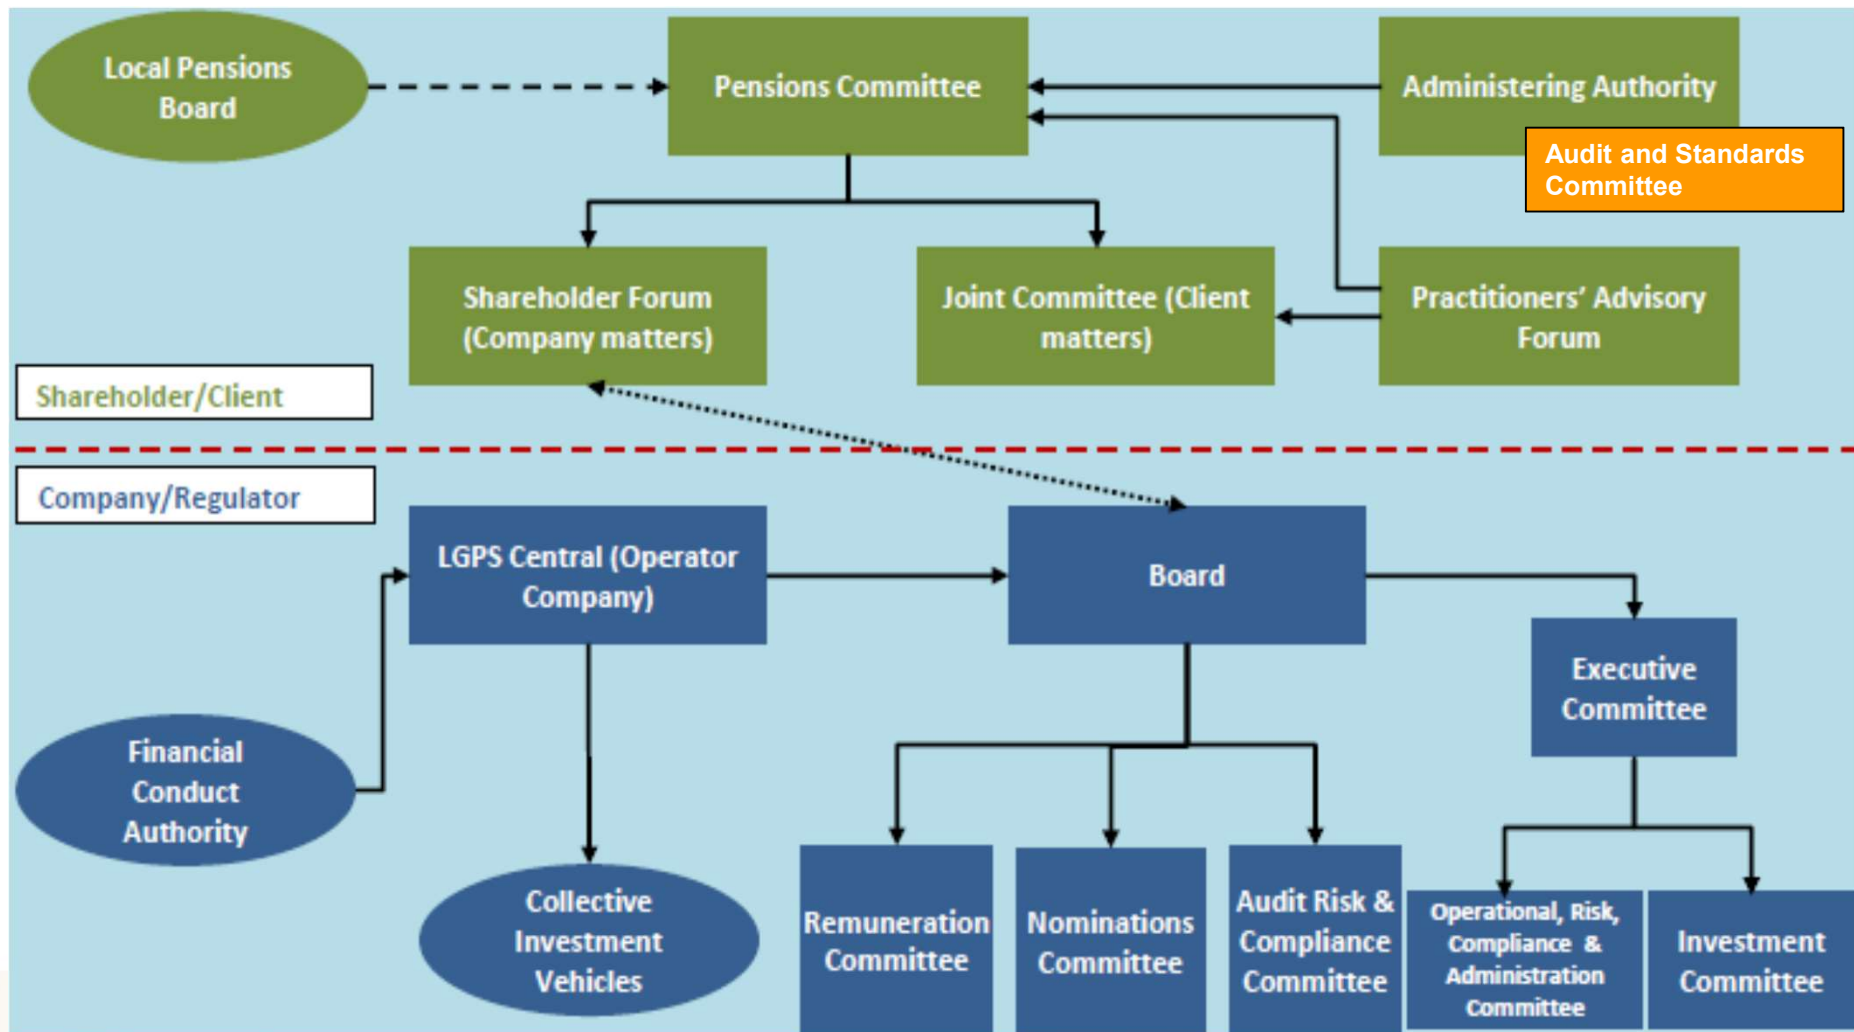 Local Pensions
Board
Pensions Committee
Administering Authority
Audit and Standards
Committee
Shareholder Forum
(Company matters)
Joint Committee (Client
matters)
Practitioners’ Advisory
Forum
Shareholder/Client
Company/Regulator
LGPS Central (Operator
Company)
Board
Executive
Committee
Financial
Conduct
Authority
Collective
Investment
Vehicles
Remuneration
Committee
Nominations
Committee
Audit Risk &
Compliance
Committee
Operational, Risk,
Compliance &
Administration
Committee
Investment
Committee